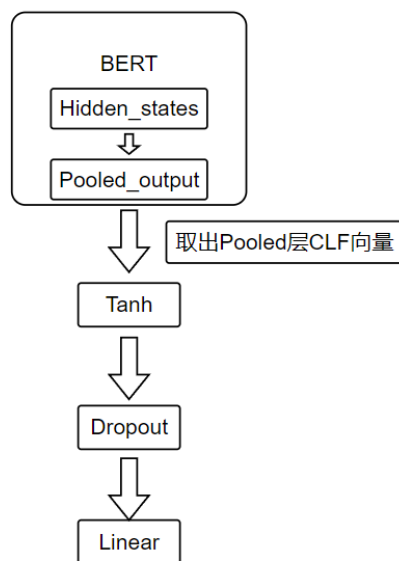 BERT
Hidden_states
Pooled_output
取出Pooled层CLF向量
Tanh
Dropout
Linear